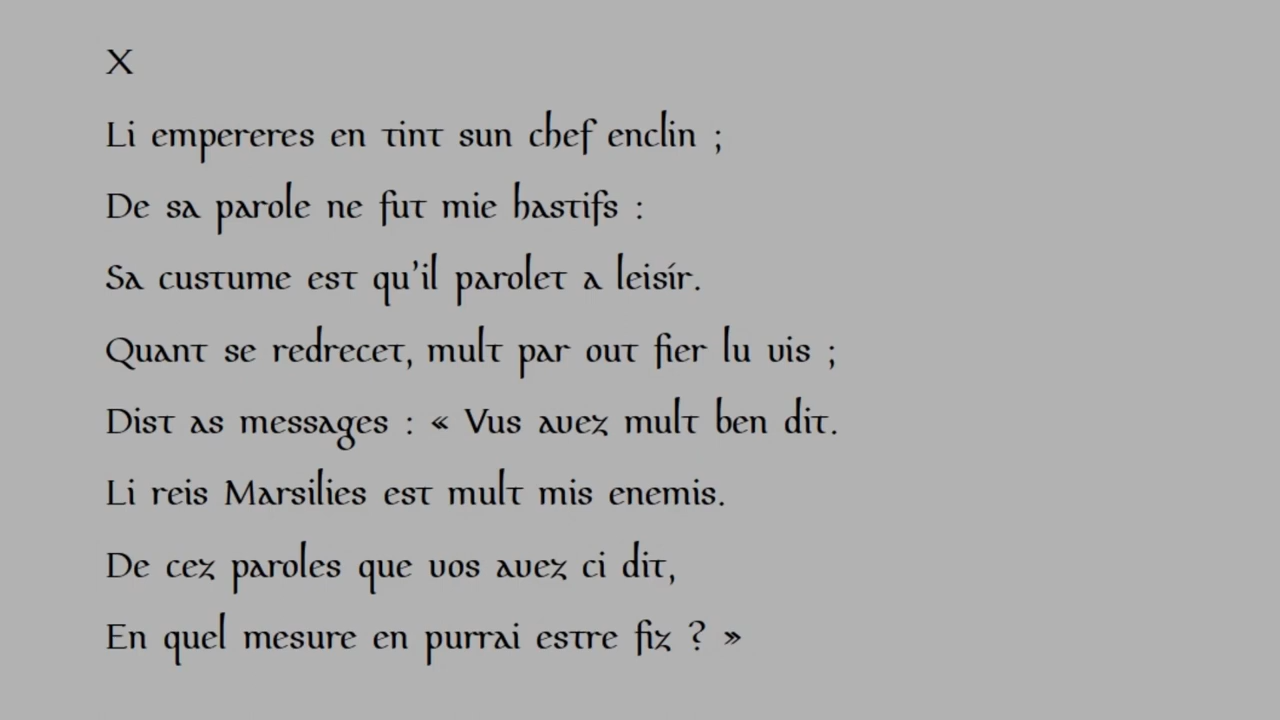 X
Li empereres en tint sun chef enclin ;
De sa parole ne fut mie hastifs :
Sa custume est qu’il parolet a leisír.
Quant se redrecet, mult par out fier lu vis ;
Dist as messages : « Vus avez mult ben dit.
Li reis Marsilies est mult mis enemis.
De cez paroles que vos avez ci dit,
En quel mesure en purrai estre fiz ? »